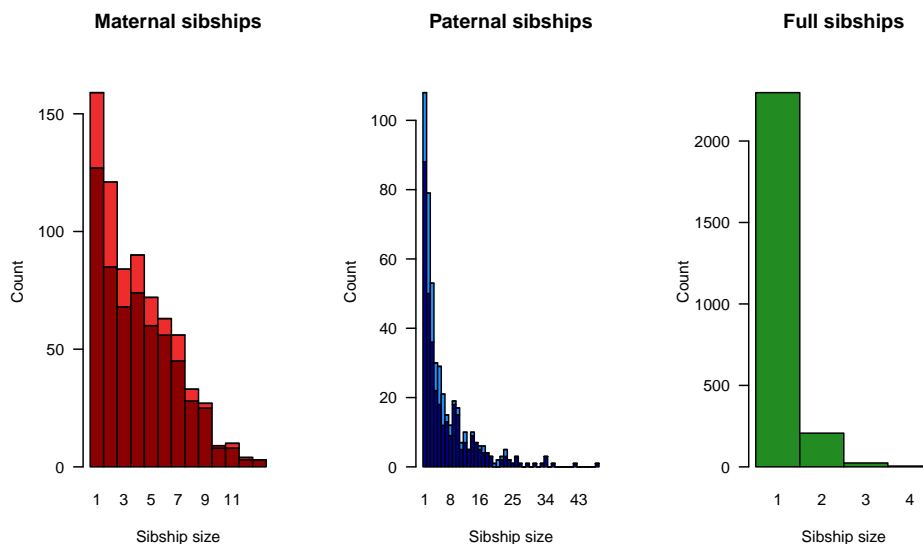 Maternal sibships
Count
150
100
50
0
1 3 5 7 9 11
Sibship size
Paternal sibships
Count
100
80
60
40
20
0
1 8 16 25 34 43
Sibship size
Full sibships
Count
2000
1500
1000
500
0
1 2 3 4
Sibship size